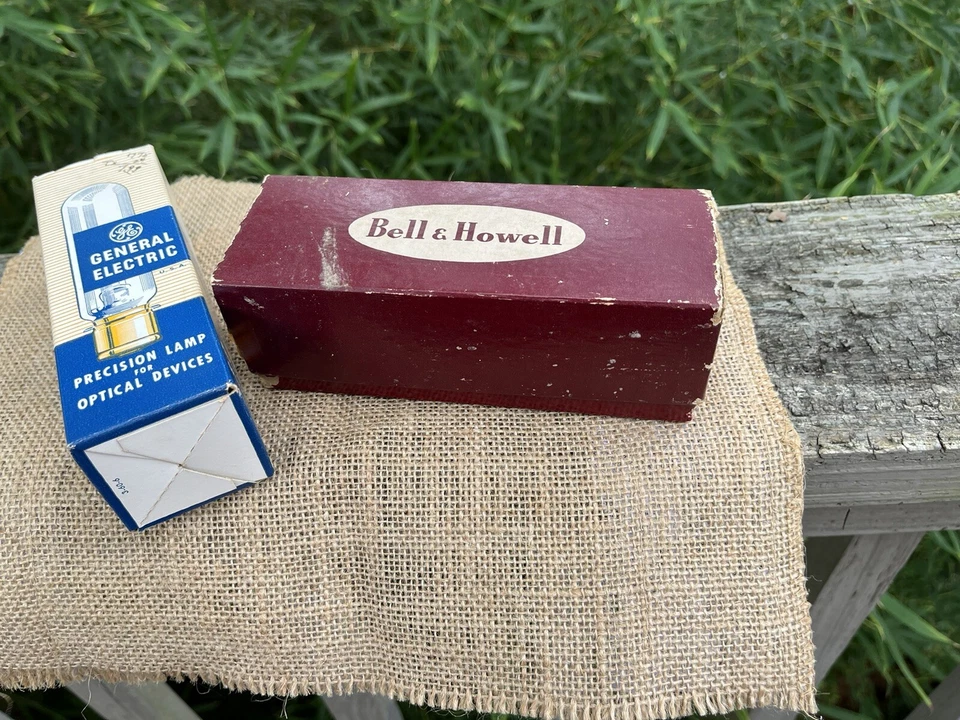 GE
GENERAL
ELECTRIC
U.S.A.
PRECISION LAMP
FOR
OPTICAL DEVICES
Bell & Howell